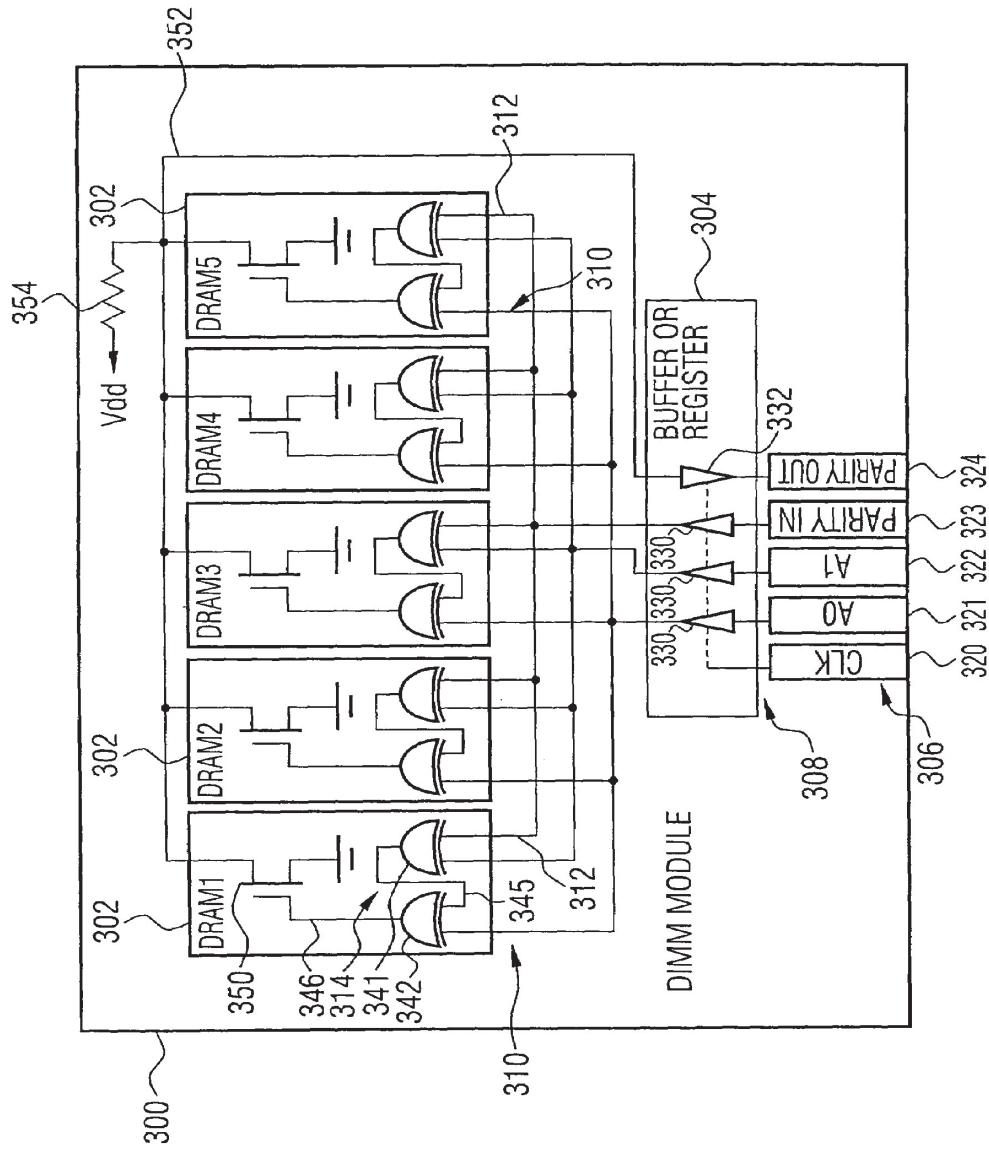 354
Vdd
352
302
DRAM1
302
DRAM2
DRAM3
DRAM4
302
DRAM5
350
346
314
341
342
345
312
312
310
310
304
BUFFER OR
REGISTER
332
330
330
330
CLK
A0
A1
PARITY IN
PARITY OUT
320
321
322
323
324
308
306
DIMM MODULE
300